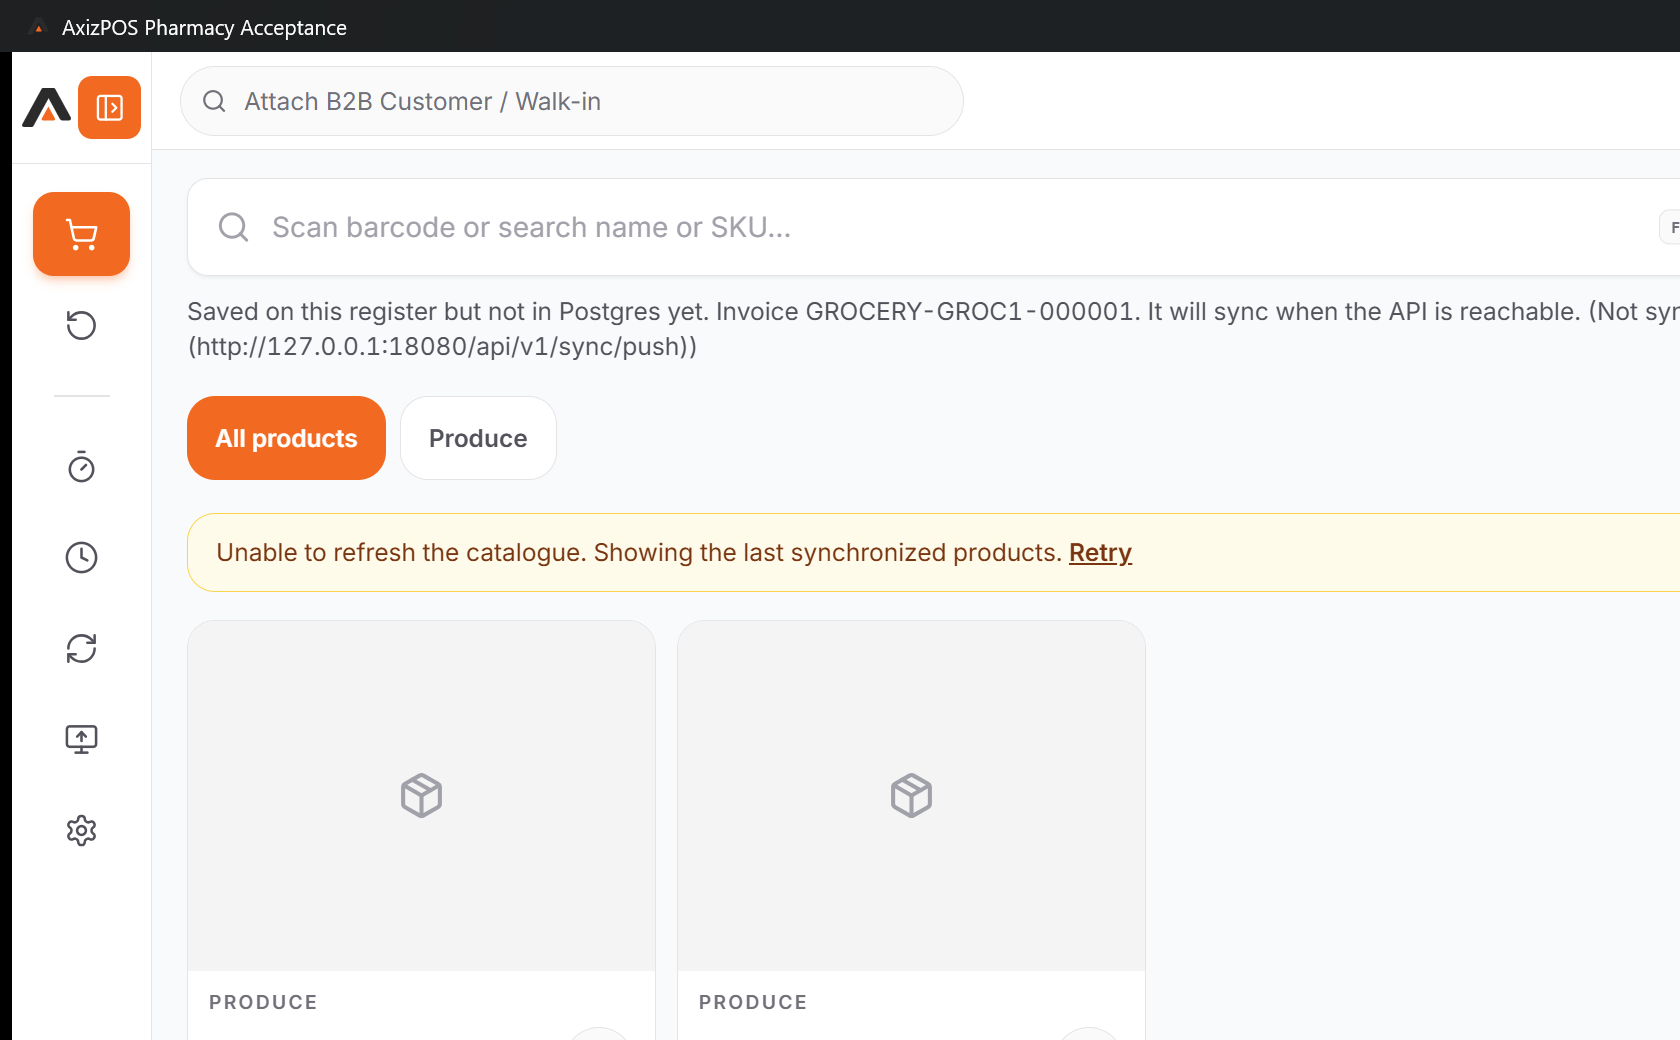 AxizPOS Pharmacy Acceptance
Attach B2B Customer / Walk-in
Scan barcode or search name or SKU...
Saved on this register but not in Postgres yet. Invoice GROCERY-GROC1-000001. It will sync when the API is reachable. (Not
(http://127.0.0.1:18080/api/v1/sync/push))
All products
Produce
Unable to refresh the catalogue. Showing the last synchronized products. Retry
PRODUCE
PRODUCE